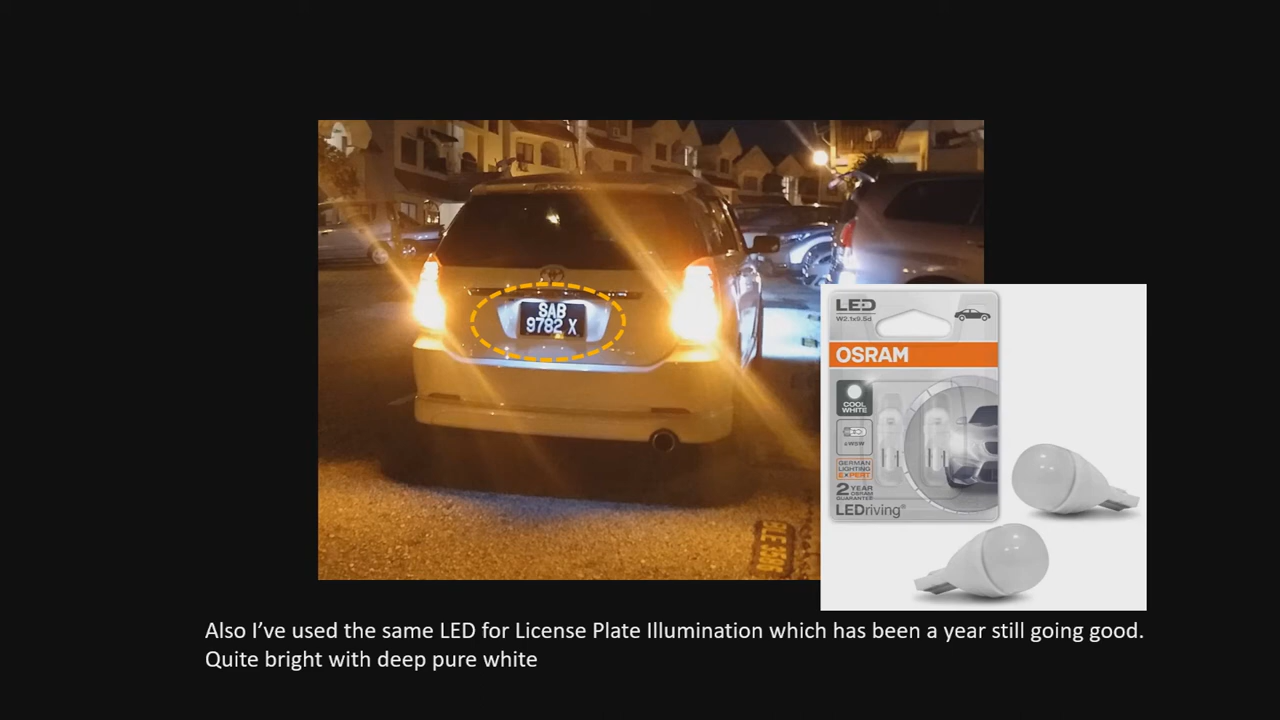 SAB
9782 X
LED
W2.1x9.5d
OSRAM
COOL
WHITE
≙W5W
GERMAN
LIGHTING
EXPERT
2 YEAR
OSRAM
GUARANTEE
LEDriving®
Also I’ve used the same LED for License Plate Illumination which has been a year still going good.
Quite bright with deep pure white